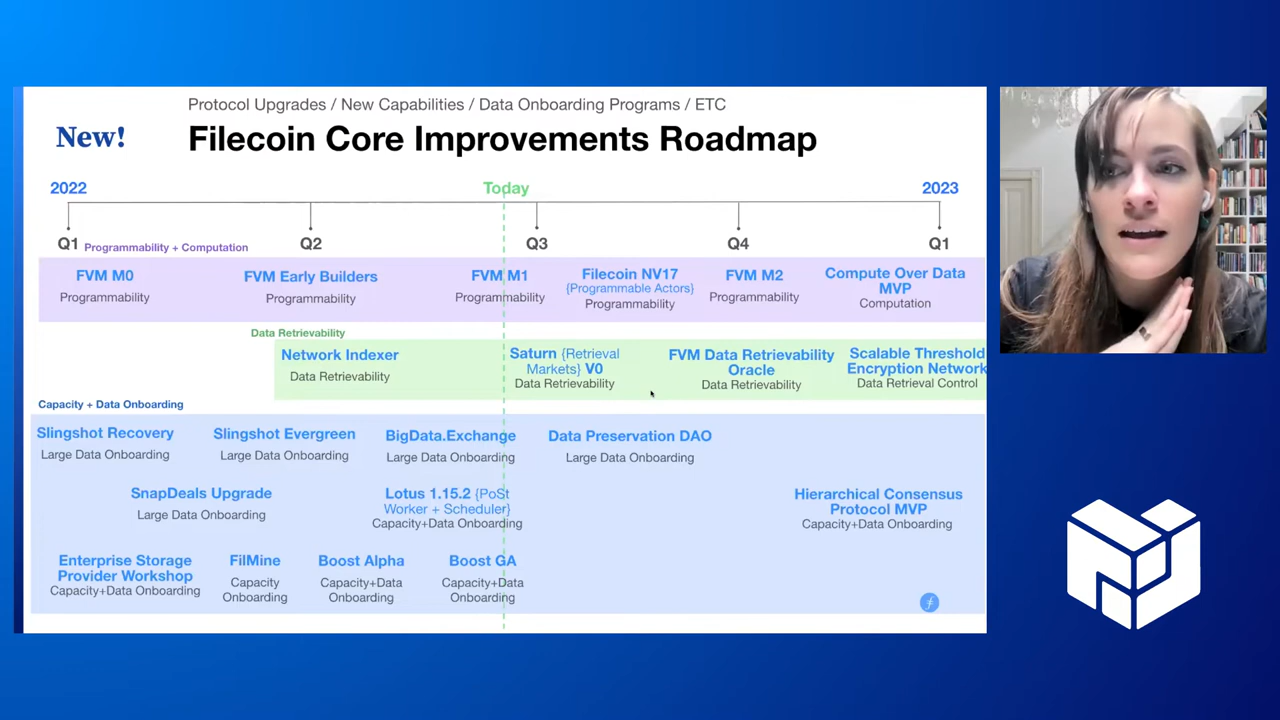 Protocol Upgrades / New Capabilities / Data Onboarding Programs / ETC
New!
Filecoin Core Improvements Roadmap
2022
Today
2023
Q1
Q2
Q3
Q4
Q1
Programmability + Computation
FVM M0
Programmability
FVM Early Builders
Programmability
FVM M1
Programmability
Filecoin NV17
{Programmable Actors}
Programmability
FVM M2
Programmability
Compute Over Data
MVP
Computation
Data Retrievability
Network Indexer
Data Retrievability
Saturn {Retrieval
Markets} V0
Data Retrievability
FVM Data Retrievability
Oracle
Data Retrievability
Scalable Threshold
Encryption Network
Data Retrieval Control
Capacity + Data Onboarding
Slingshot Recovery
Large Data Onboarding
Slingshot Evergreen
Large Data Onboarding
BigData.Exchange
Large Data Onboarding
Data Preservation DAO
Large Data Onboarding
SnapDeals Upgrade
Large Data Onboarding
Lotus 1.15.2 {PoSt
Worker + Scheduler}
Capacity+Data Onboarding
Hierarchical Consensus
Protocol MVP
Capacity+Data Onboarding
Enterprise Storage
Provider Workshop
Capacity+Data Onboarding
FilMine
Capacity
Onboarding
Boost Alpha
Capacity+Data
Onboarding
Boost GA
Capacity+Data
Onboarding